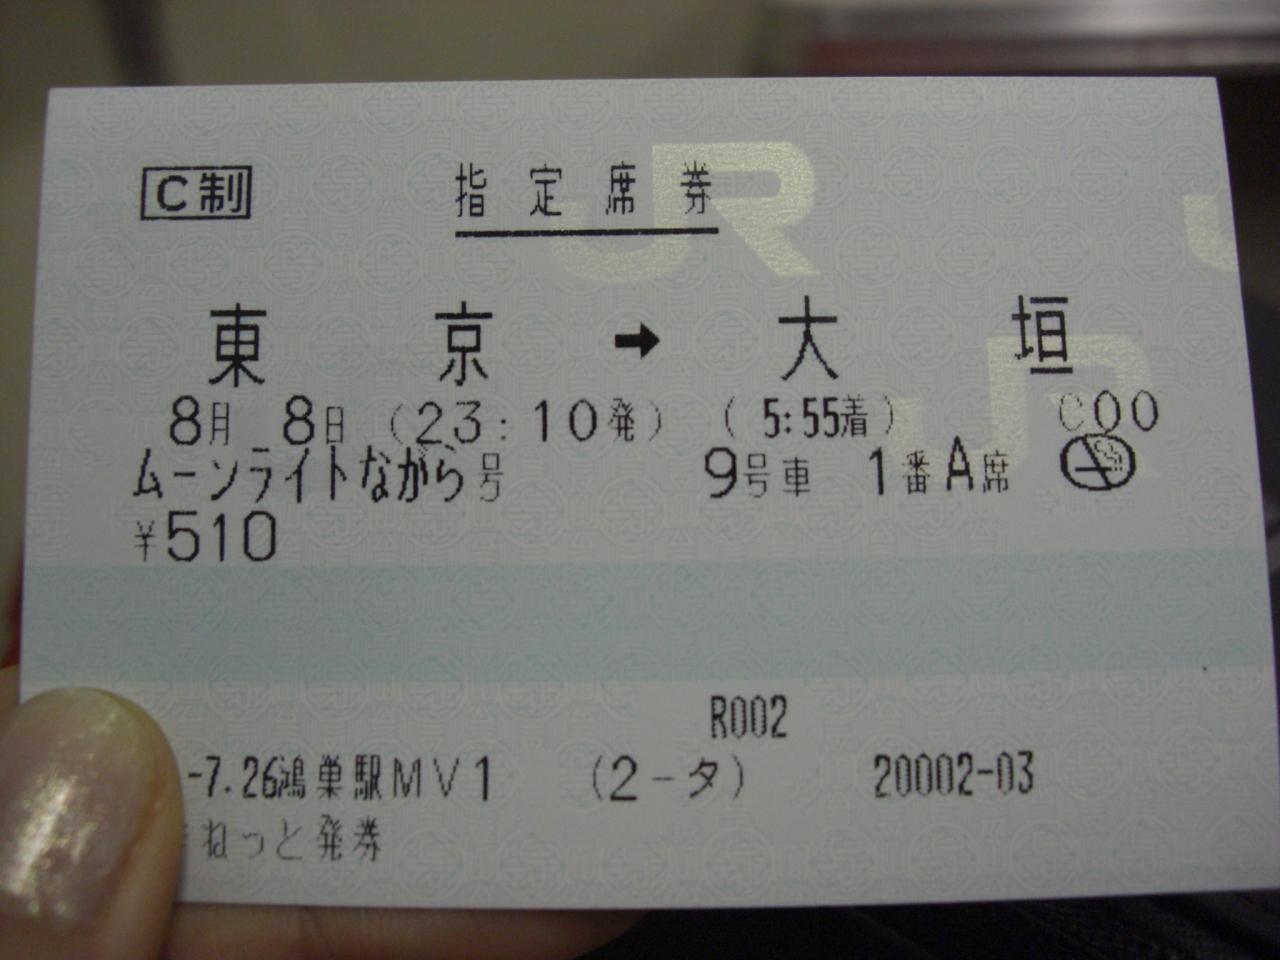 C制 指定席券
東京 ➡ 大垣
8月 8日 (23:10発) (5:55着) C00
ムーンライトながら号 9号車 1番A席
¥510
R002
-7.26鴻巣駅MV1 (2-タ) 20002-03
ねっと発券